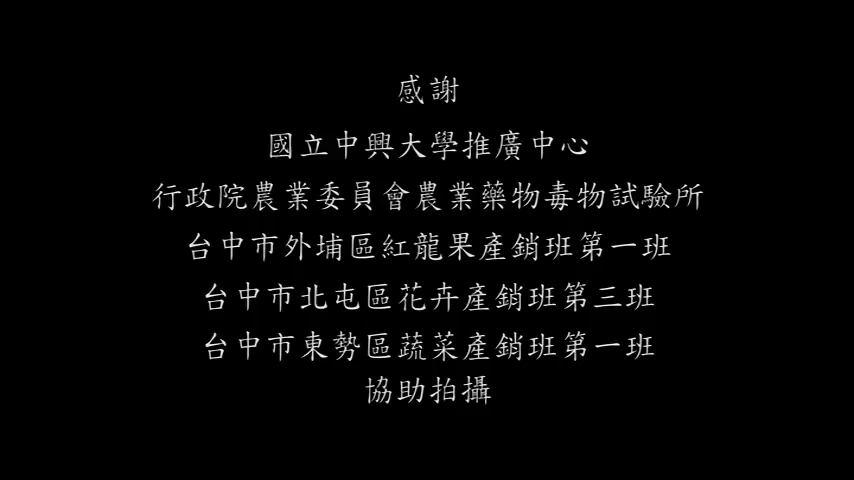 感謝
國立中興大學推廣中心
行政院農業委員會農業藥物毒物試驗所
台中市外埔區紅龍果產銷班第一班
台中市北屯區花卉產銷班第三班
台中市東勢區蔬菜產銷班第一班
協助拍攝